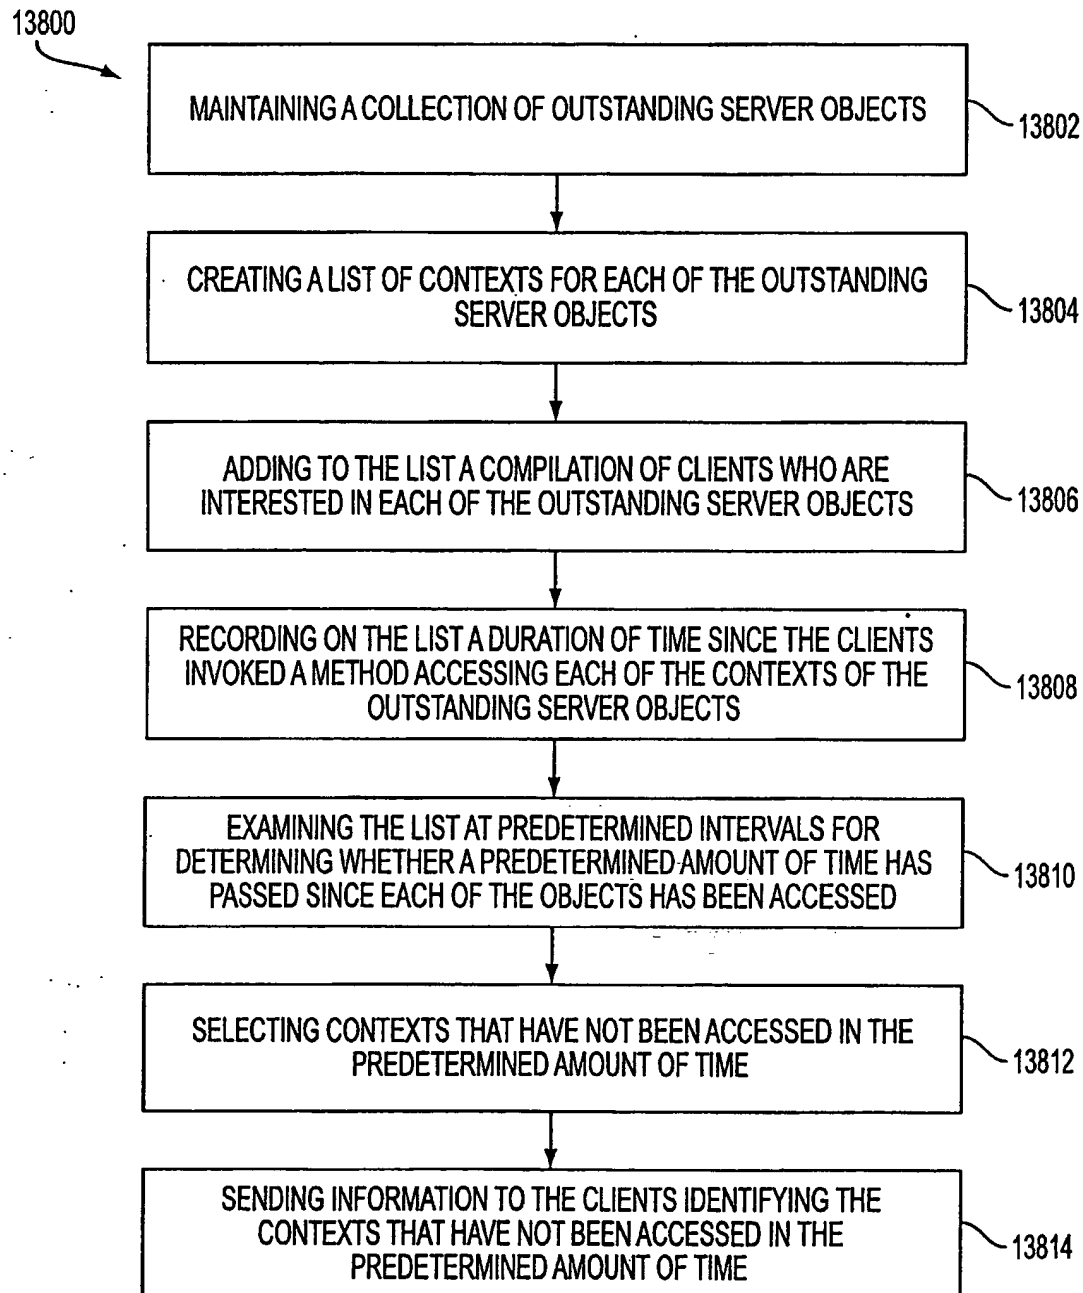 13800
MAINTAINING A COLLECTION OF OUTSTANDING SERVER OBJECTS
13802
CREATING A LIST OF CONTEXTS FOR EACH OF THE OUTSTANDING
SERVER OBJECTS
13804
ADDING TO THE LIST A COMPILATION OF CLIENTS WHO ARE
INTERESTED IN EACH OF THE OUTSTANDING SERVER OBJECTS
13806
RECORDING ON THE LIST A DURATION OF TIME SINCE THE CLIENTS
INVOKED A METHOD ACCESSING EACH OF THE CONTEXTS OF THE
OUTSTANDING SERVER OBJECTS
13808
EXAMINING THE LIST AT PREDETERMINED INTERVALS FOR
DETERMINING WHETHER A PREDETERMINED AMOUNT OF TIME HAS
PASSED SINCE EACH OF THE OBJECTS HAS BEEN ACCESSED
13810
SELECTING CONTEXTS THAT HAVE NOT BEEN ACCESSED IN THE
PREDETERMINED AMOUNT OF TIME
13812
SENDING INFORMATION TO THE CLIENTS IDENTIFYING THE
CONTEXTS THAT HAVE NOT BEEN ACCESSED IN THE
PREDETERMINED AMOUNT OF TIME
13814